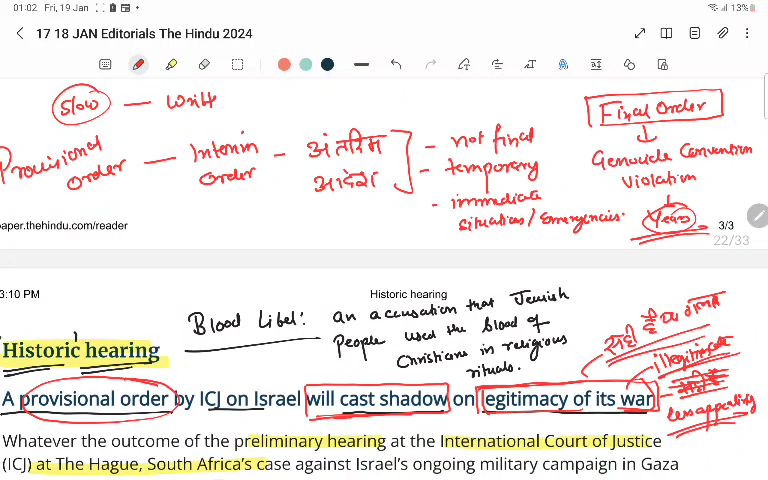 01:02 Fri, 19 Jan
13%
17 18 JAN Editorials The Hindu 2024
Slow — Writ
Provisional order — Interim order — अंतरिम आदेश
- not final
- temporary
- immediate situation / Emergencies.
Final Order
Genocide Convention
Violation
Years
paper.thehindu.com/reader
3/3
22/33
3:10 PM
Historic hearing
Blood Libel: an accusation that Jewish
People used the blood of
Christians in religious
rituals.
सही है या गलत
illegitimate
less appealing
Historic hearing
A provisional order by ICJ on Israel will cast shadow on legitimacy of its war
Whatever the outcome of the preliminary hearing at the International Court of Justice
(ICJ) at The Hague, South Africa's case against Israel's ongoing military campaign in Gaza